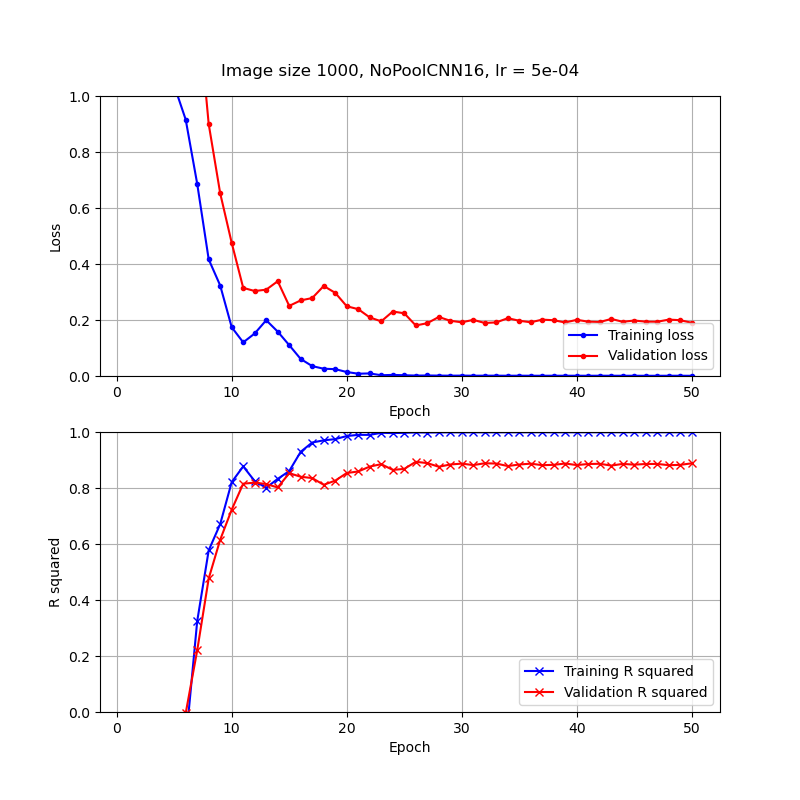 Image size 1000, NoPoolCNN16, lr = 5e-04
1.0
0.8
0.6
0.4
0.2
0.0
Loss
Training loss
Validation loss
0 10 20 30 40 50
Epoch
1.0
0.8
0.6
0.4
0.2
0.0
R squared
Training R squared
Validation R squared
0 10 20 30 40 50
Epoch